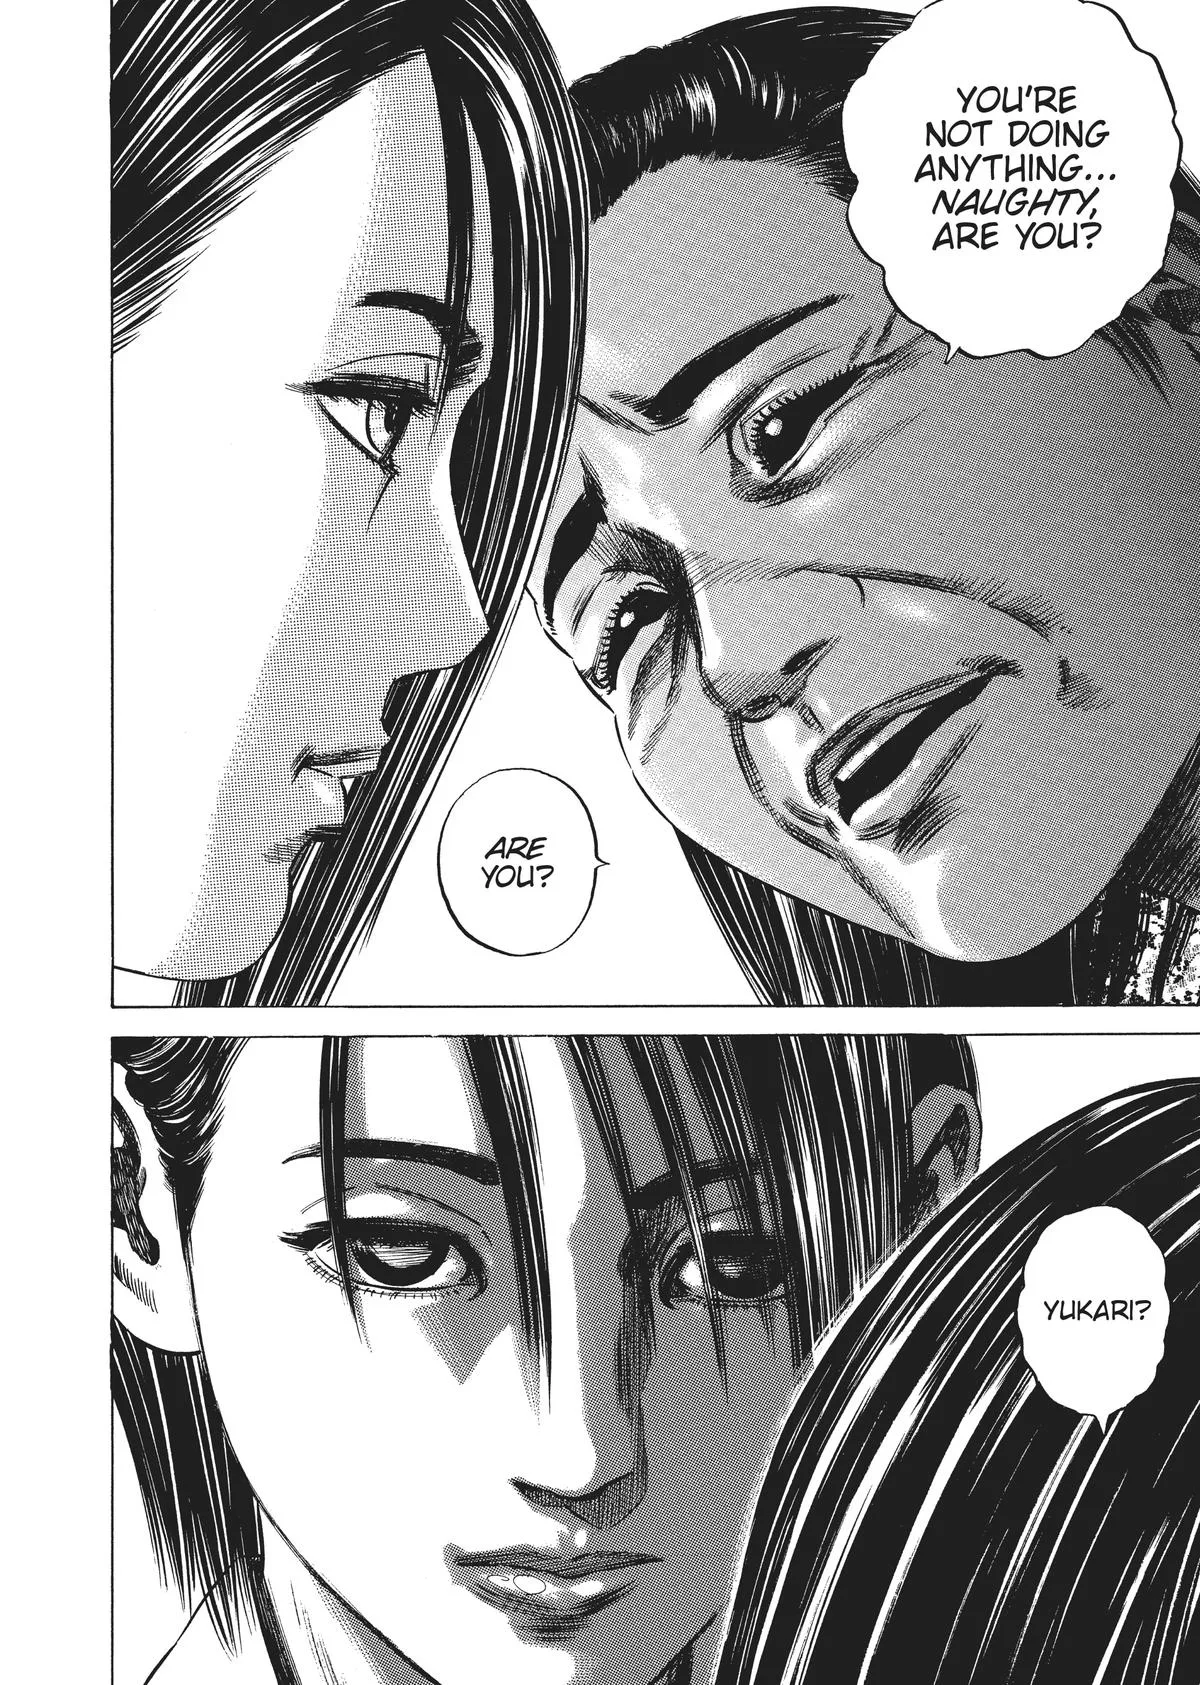 YOU'RE
NOT DOING
ANYTHING...
NAUGHTY,
ARE YOU?
ARE
YOU?
YUKARI?